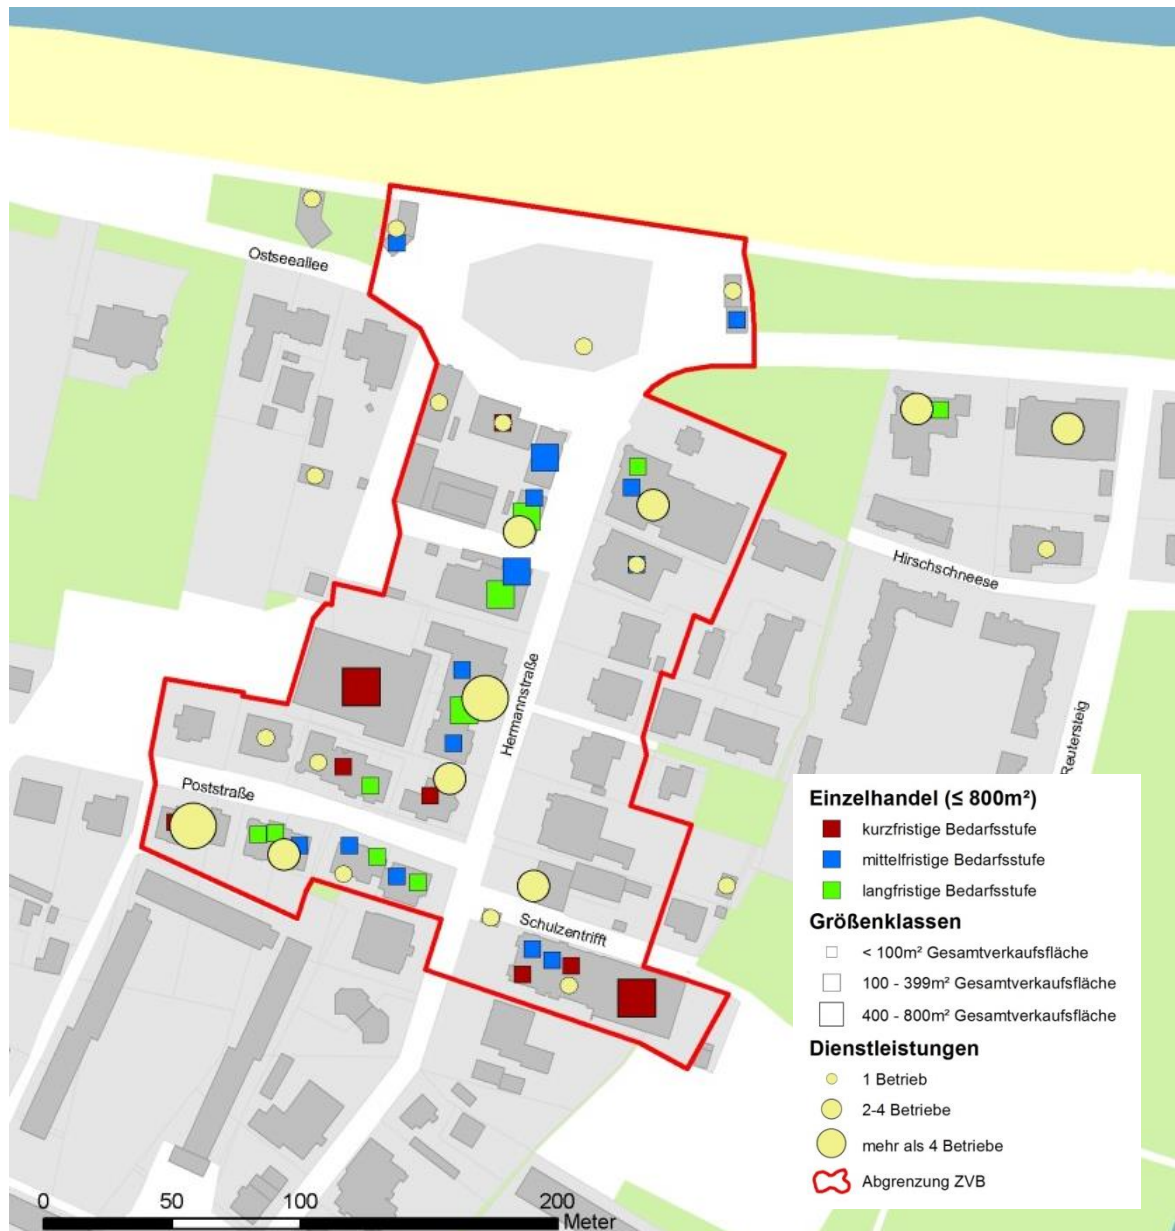 Ostseeallee
Hirschschneese
Hermannstraße
Reutersteig
Poststraße
Schulzentrifft
Einzelhandel (≤ 800m²)
kurzfristige Bedarfsstufe
mittelfristige Bedarfsstufe
langfristige Bedarfsstufe
Größenklassen
< 100m² Gesamtverkaufsfläche
100 - 399m² Gesamtverkaufsfläche
400 - 800m² Gesamtverkaufsfläche
Dienstleistungen
1 Betrieb
2-4 Betriebe
mehr als 4 Betriebe
Abgrenzung ZVB
0 50 100 200
Meter